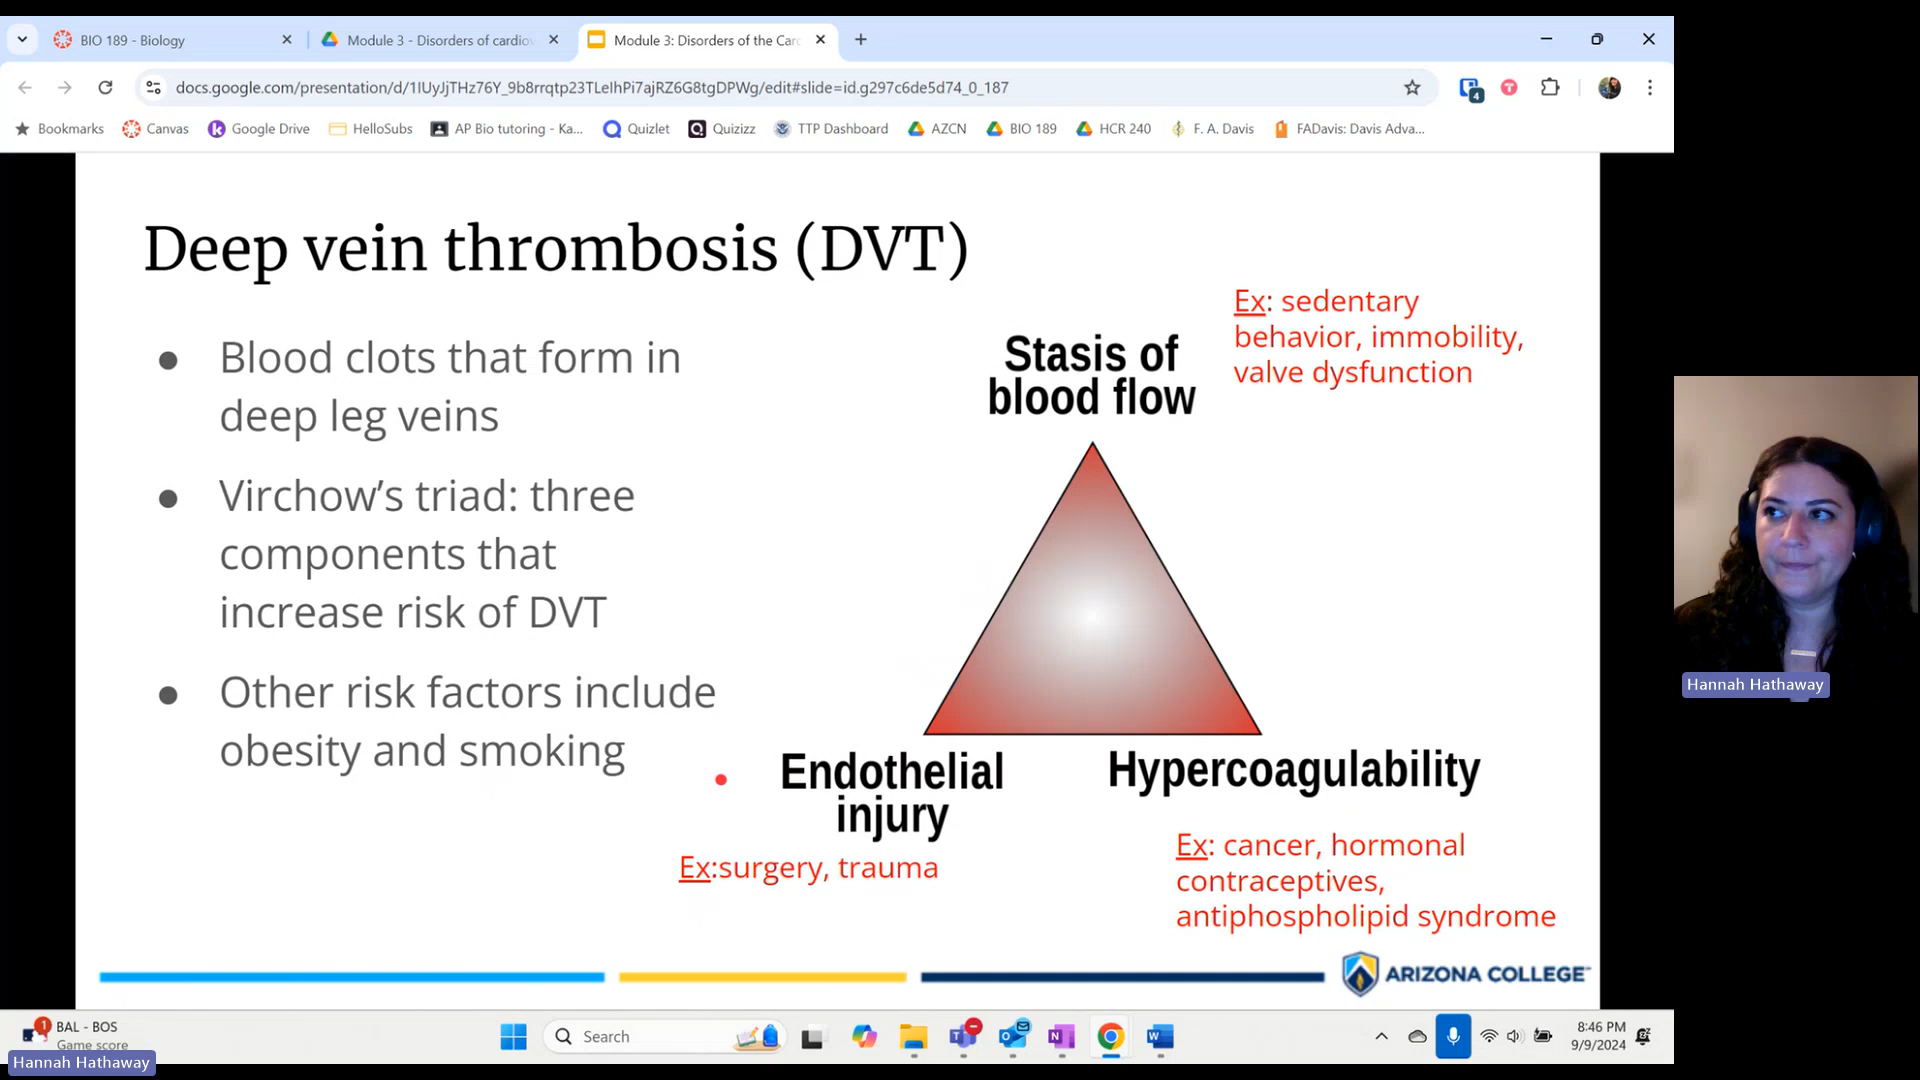 BIO 189 - Biology
Module 3 - Disorders of cardiov
Module 3: Disorders of the Car
docs.google.com/presentation/d/1IUyJjTHz76Y_9b8rrqtp23TLeIhPi7ajRZ6G8tgDPWg/edit#slide=id.g297c6de5d74_0_187
4
T
Bookmarks
Canvas
Google Drive
HelloSubs
AP Bio tutoring - Ka...
Quizlet
Quizizz
TTP Dashboard
AZCN
BIO 189
HCR 240
F. A. Davis
FADavis: Davis Adva...
Deep vein thrombosis (DVT)
● Blood clots that form in
deep leg veins
● Virchow’s triad: three
components that
increase risk of DVT
● Other risk factors include
obesity and smoking
Ex: sedentary
behavior, immobility,
valve dysfunction
Stasis of
blood flow
Endothelial
injury
Ex:surgery, trauma
Hypercoagulability
Ex: cancer, hormonal
contraceptives,
antiphospholipid syndrome
ARIZONA COLLEGE
Hannah Hathaway
1
BAL - BOS
Game score
Search
8:46 PM
9/9/2024
Hannah Hathaway